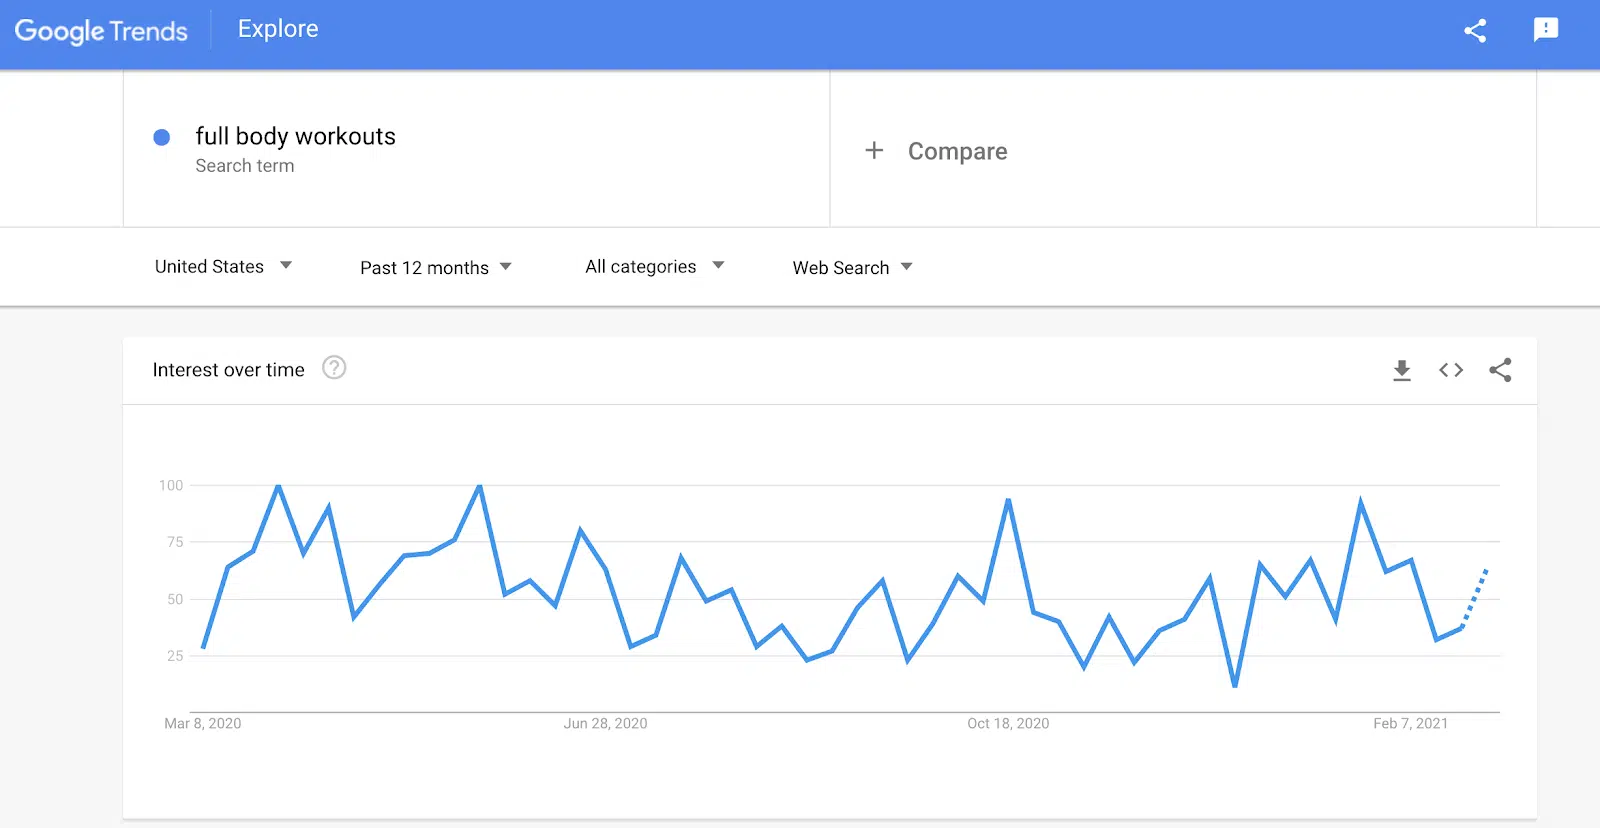 Google Trends
Explore
full body workouts
Search term
+ Compare
United States
Past 12 months
All categories
Web Search
Interest over time
?
100
75
50
25
Mar 8, 2020
Jun 28, 2020
Oct 18, 2020
Feb 7, 2021